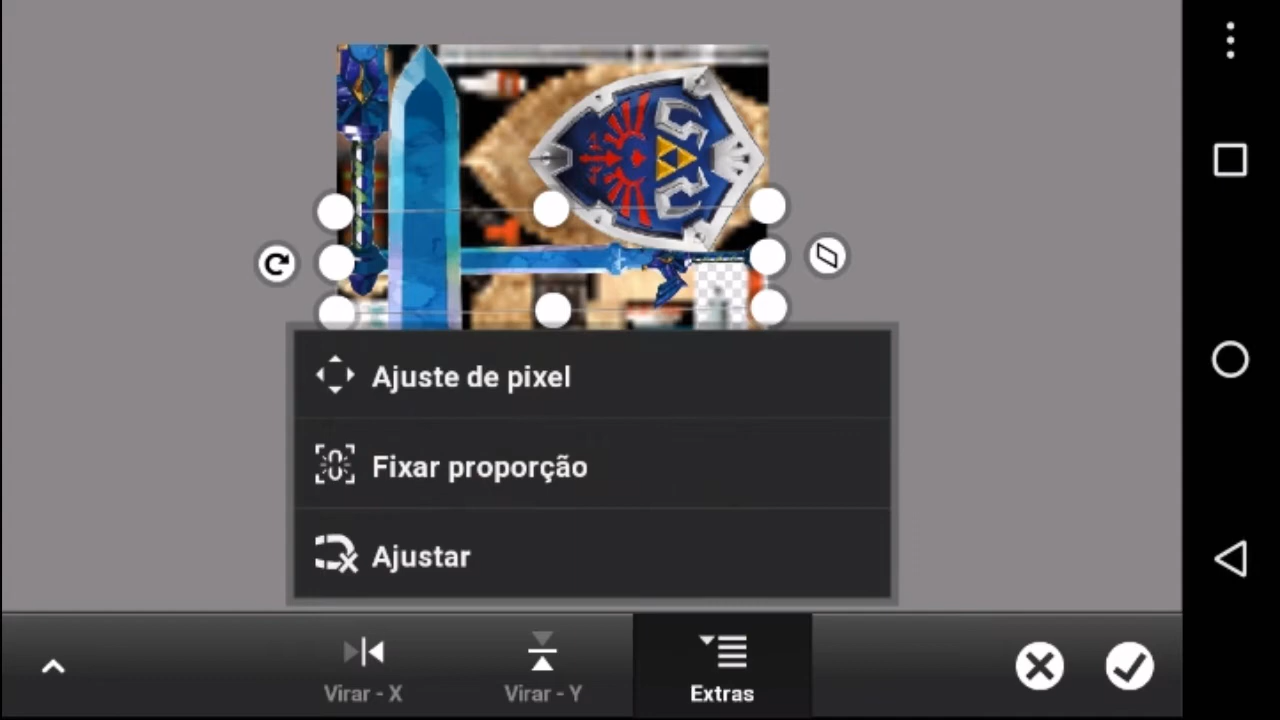 Ajuste de pixel
Fixar proporção
Ajustar
Virar - X
Virar - Y
Extras